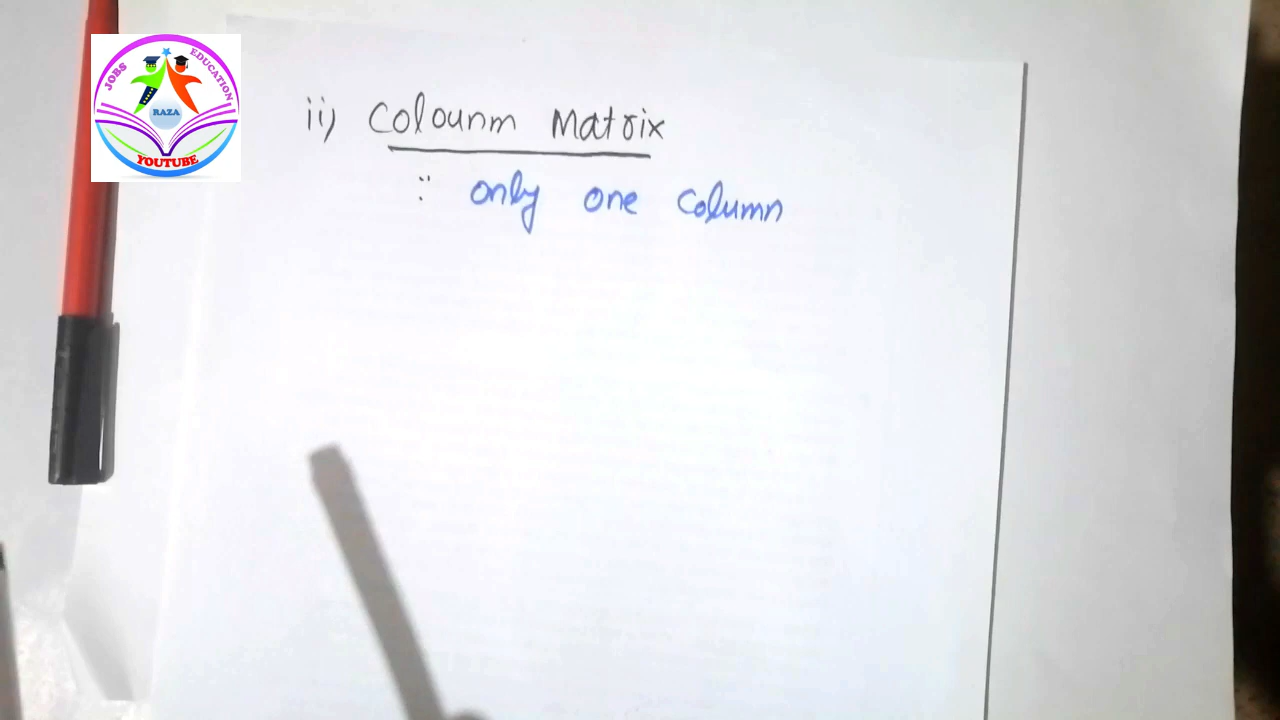 JOBS EDUCATION
RAZA
YOUTUBE
ii) Colounm Matrix
∵ only one column